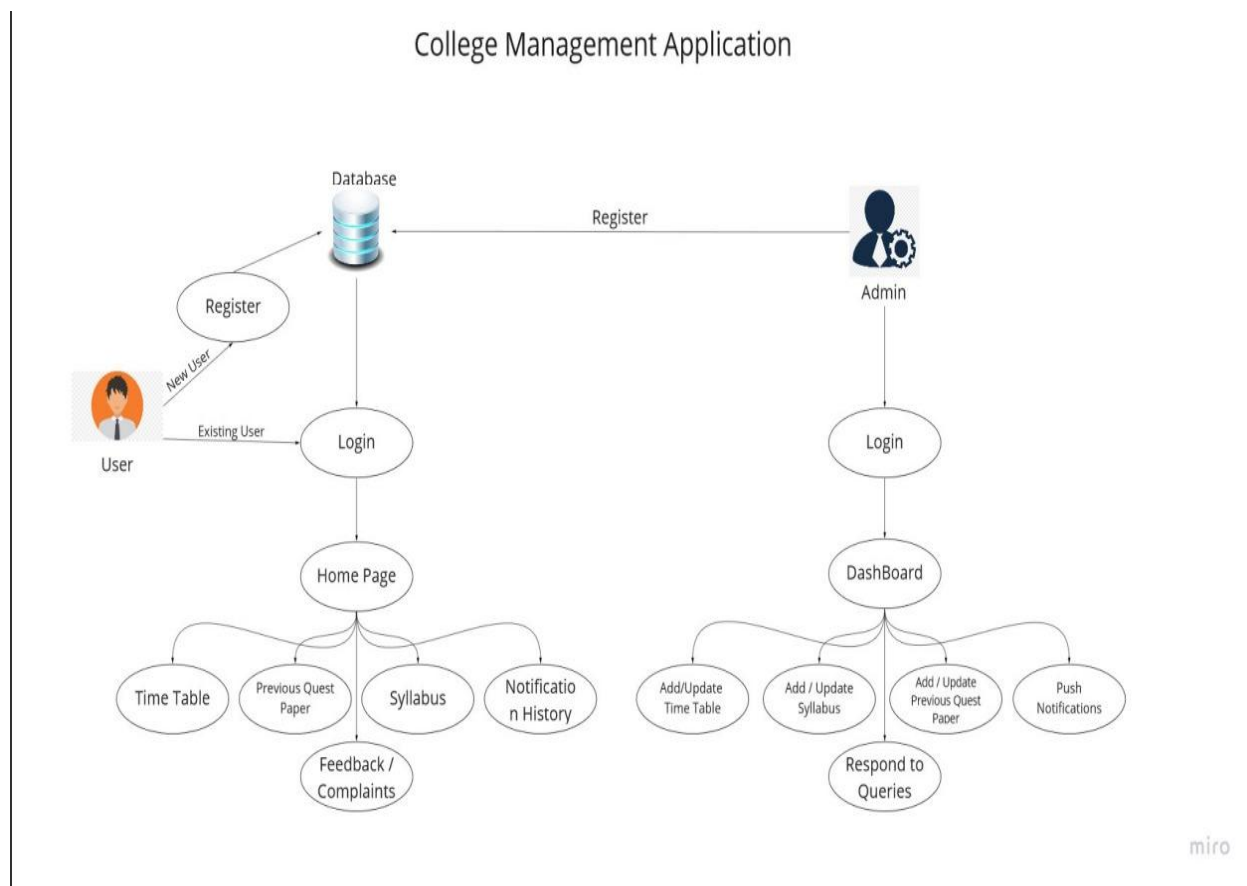 College Management Application
Database
Register
Admin
Register
New User
Existing User
User
Login
Login
Home Page
DashBoard
Time Table
Previous Quest
Paper
Syllabus
Notificatio
n History
Add/Update
Time Table
Add / Update
Syllabus
Add / Update
Previous Quest
Paper
Push
Notifications
Feedback /
Complaints
Respond to
Queries
miro